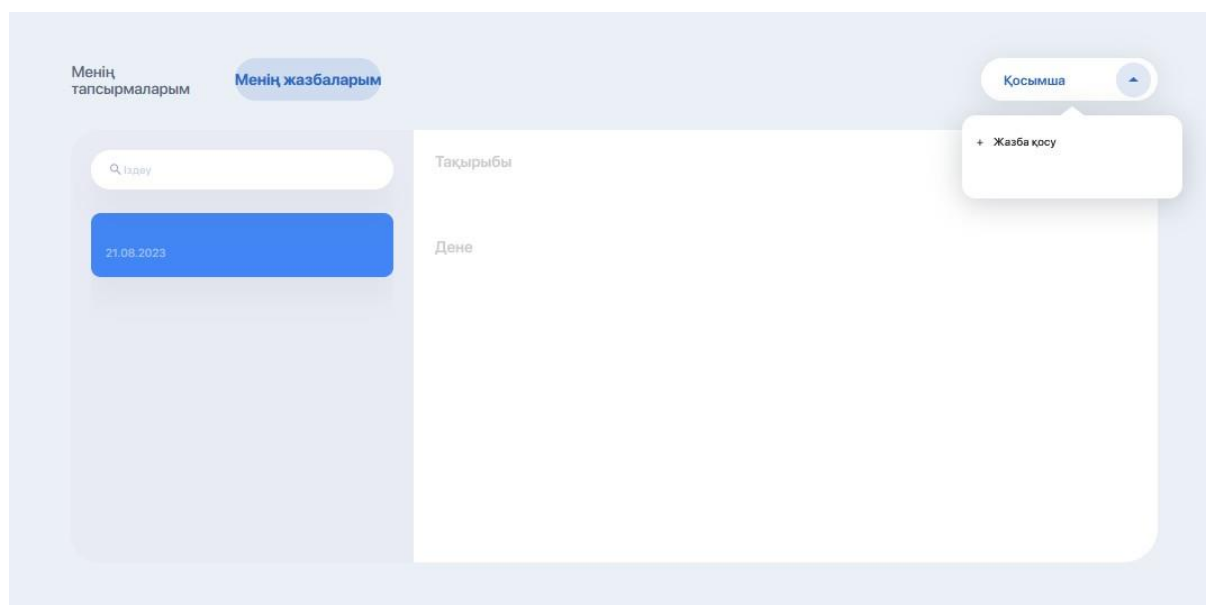 Менің
тапсырмаларым
Менің жазбаларым
Қосымша
+ Жазба қосу
Іздеу
21.08.2023
Тақырыбы
Дене